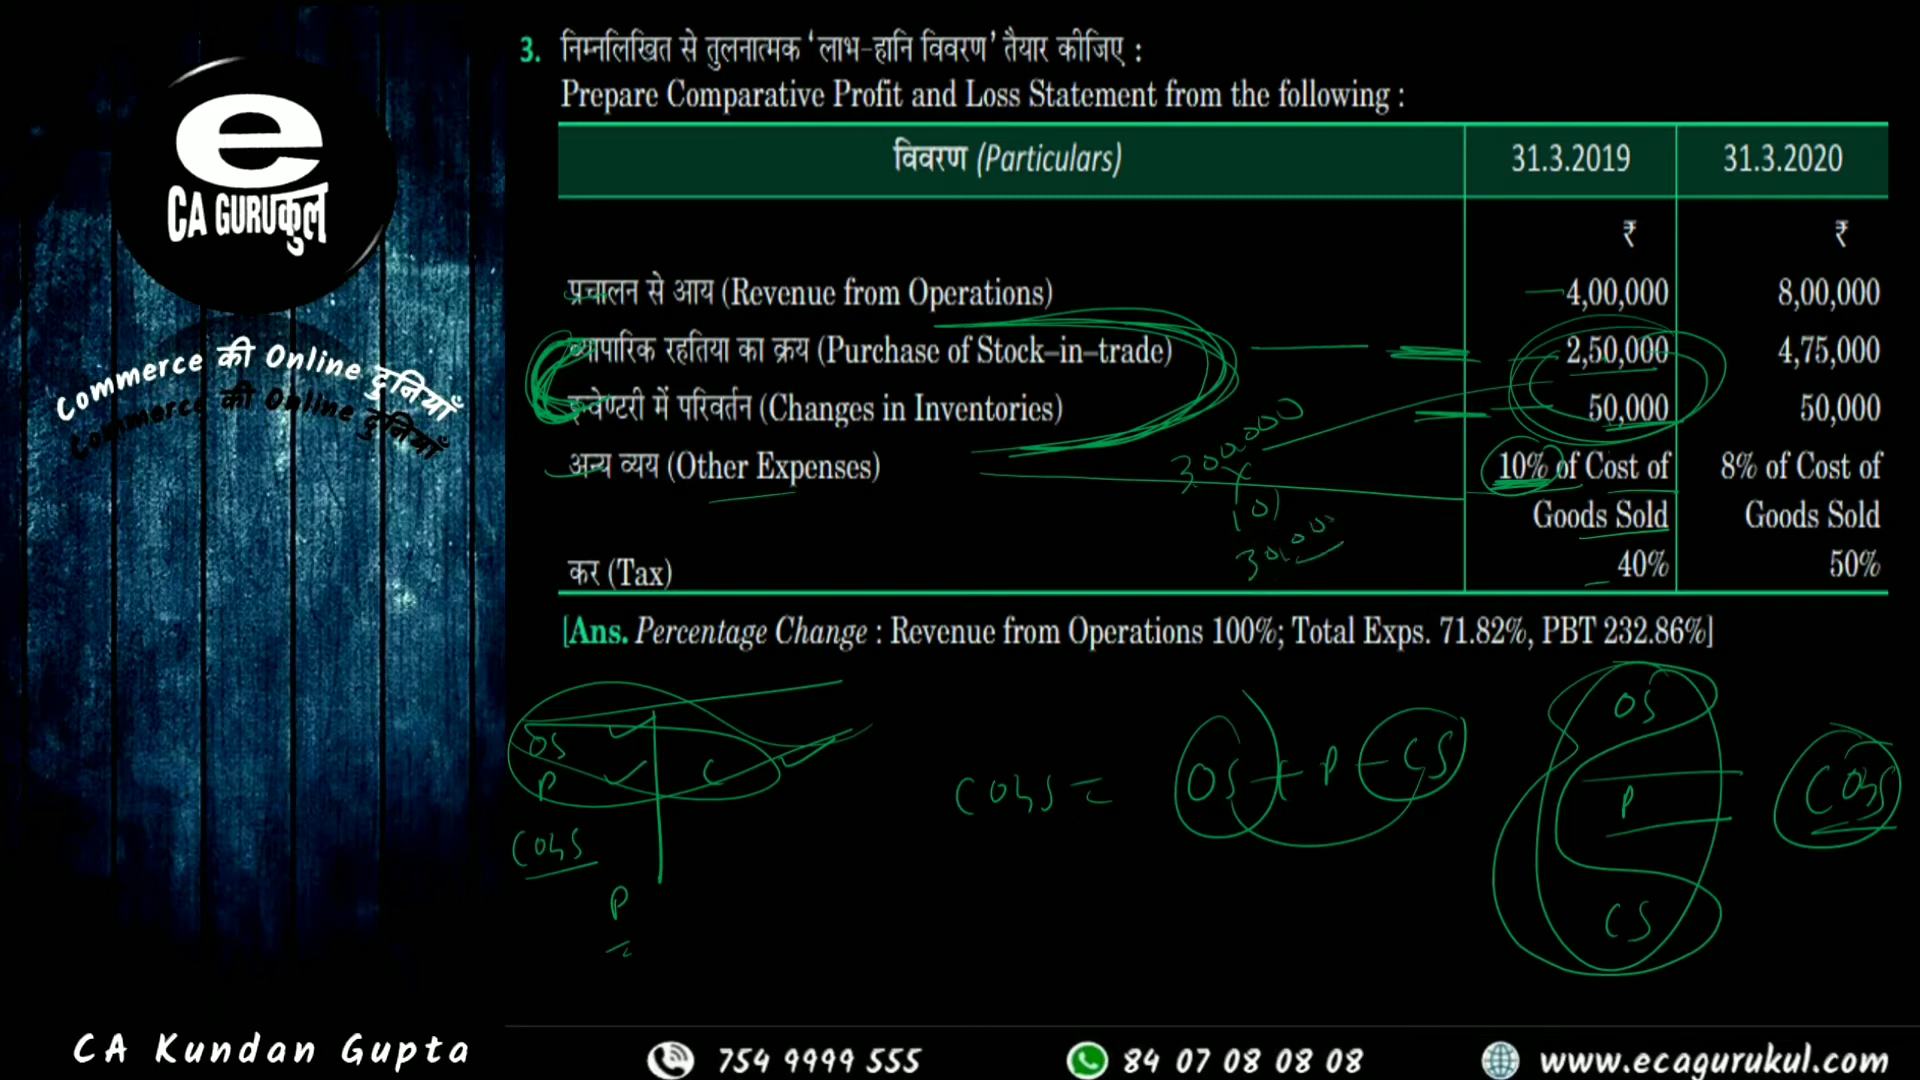 e
CA GURUकुल
Commerce की Online दुनियाँ
3. निम्नलिखित से तुलनात्मक ‘लाभ-हानि विवरण’ तैयार कीजिए :
Prepare Comparative Profit and Loss Statement from the following :
विवरण (Particulars) 31.3.2019 31.3.2020
₹ ₹
प्रचालन से आय (Revenue from Operations) 4,00,000 8,00,000
व्यापारिक रहतिया का क्रय (Purchase of Stock–in–trade) 2,50,000 4,75,000
इन्वेण्टरी में परिवर्तन (Changes in Inventories) 50,000 50,000
अन्य व्यय (Other Expenses) 10% of Cost of 8% of Cost of
Goods Sold Goods Sold
कर (Tax) 40% 50%
300000
x
30,000
[Ans. Percentage Change : Revenue from Operations 100%; Total Exps. 71.82%, PBT 232.86%]
OS
P
COGS
P
COGS = OS + P - CS
OS
P
CS
COGS
CA Kundan Gupta
754 9999 555
84 07 08 08 08
www.ecagurukul.com